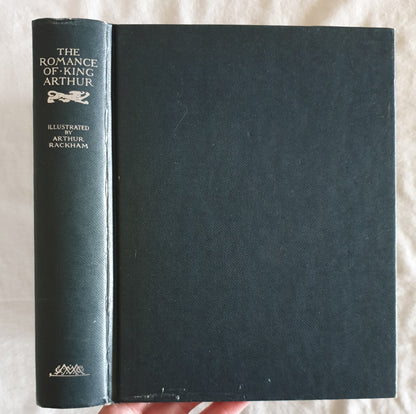 THE
ROMANCE
OF · KING
ARTHUR
ILLUSTRATED
BY
ARTHUR
RACKHAM